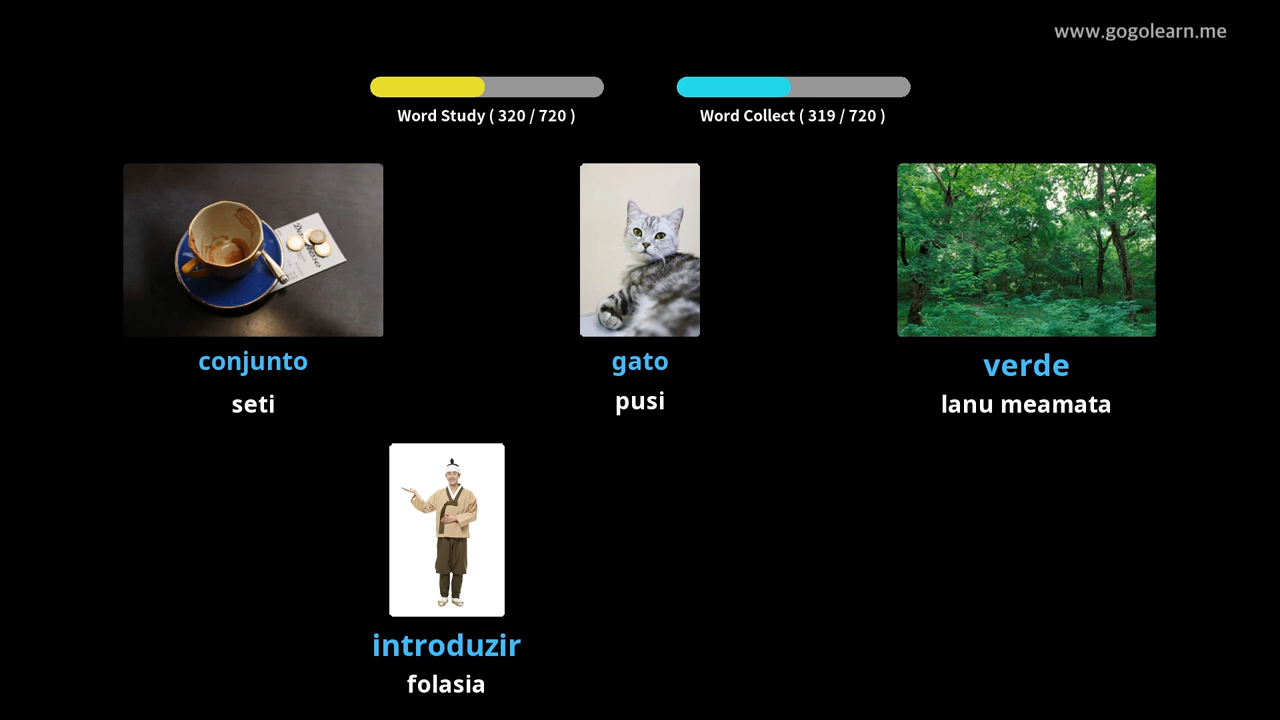 www.gogolearn.me
Word Study ( 320 / 720 )
Word Collect ( 319 / 720 )
conjunto
seti
gato
pusi
verde
lanu meamata
introduzir
folasia